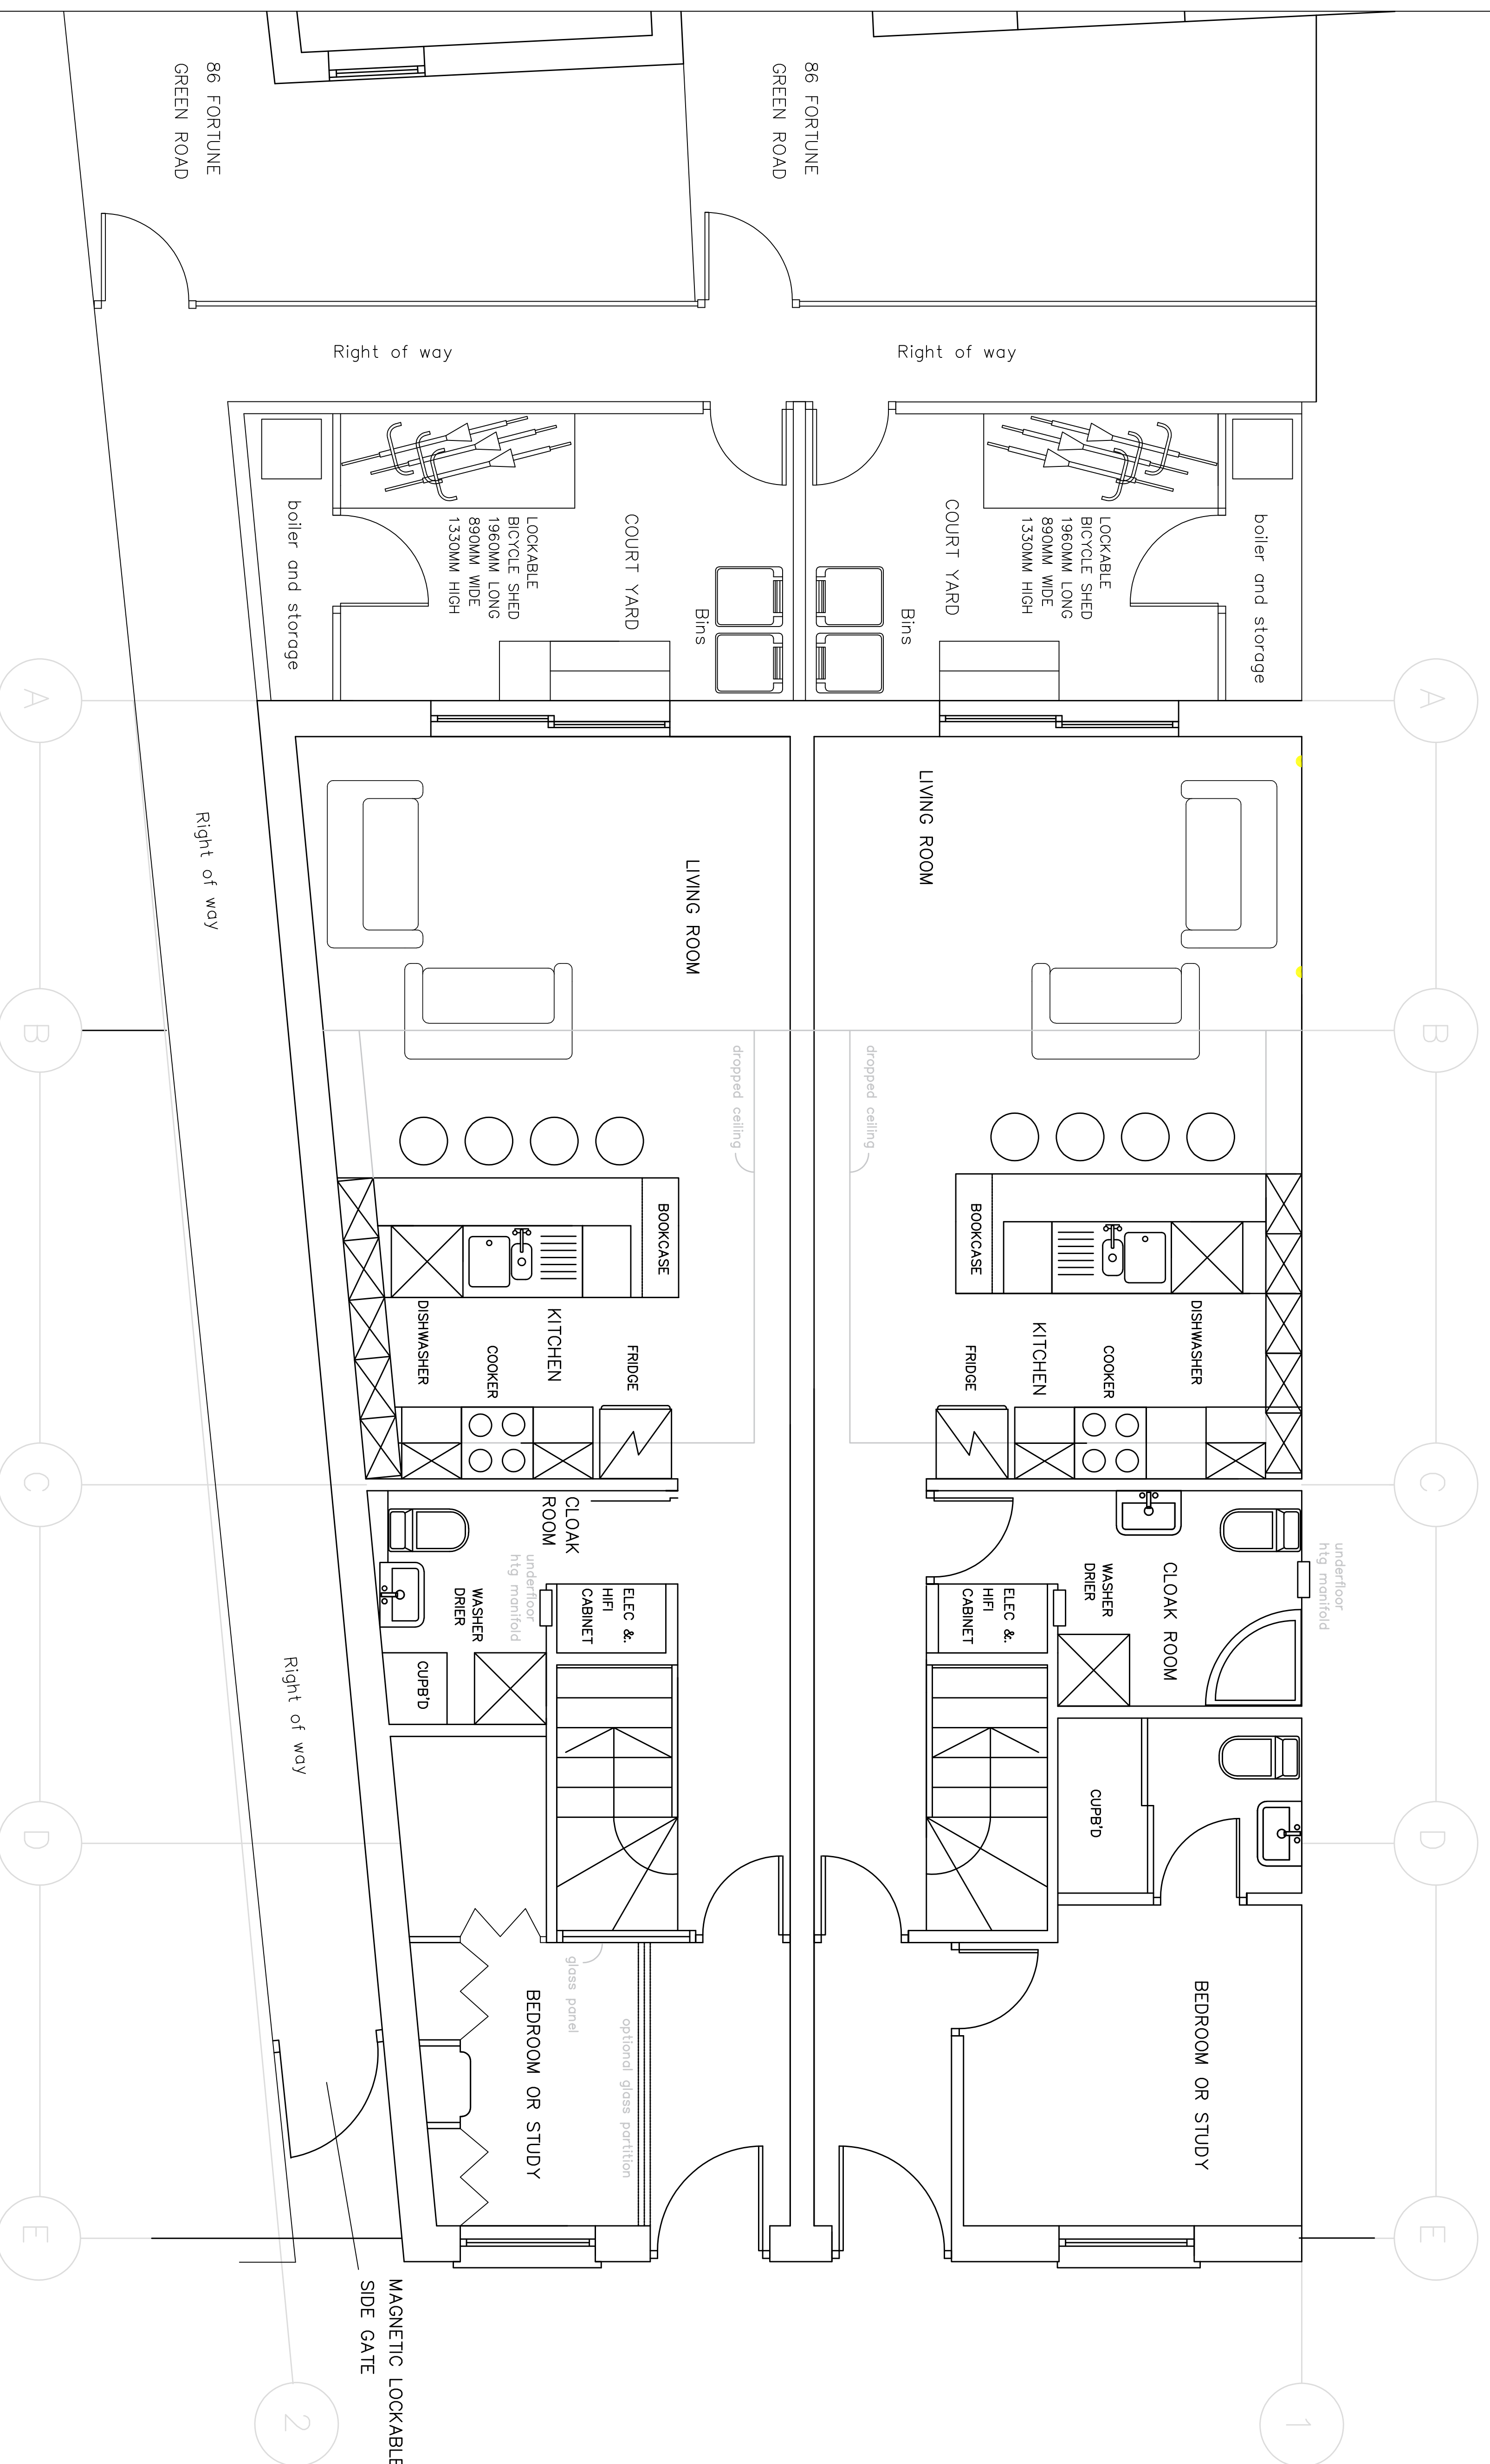 86 FORTUNE
GREEN ROAD
86 FORTUNE
GREEN ROAD
Right of way
Right of way
boiler and storage
LOCKABLE
BICYCLE SHED
1960MM LONG
890MM WIDE
1330MM HIGH
COURT YARD
Bins
Bins
COURT YARD
LOCKABLE
BICYCLE SHED
1960MM LONG
890MM WIDE
1330MM HIGH
boiler and storage
A
A
Right of way
LIVING ROOM
LIVING ROOM
B
B
dropped ceiling
dropped ceiling
BOOKCASE
BOOKCASE
DISHWASHER
COOKER
KITCHEN
FRIDGE
FRIDGE
KITCHEN
COOKER
DISHWASHER
C
C
CLOAK
ROOM
underfloor
htg manifold
WASHER
DRIER
ELEC &.
HIFI
CABINET
CUPB'D
ELEC &.
HIFI
CABINET
WASHER
DRIER
CLOAK ROOM
underfloor
htg manifold
Right of way
CUPB'D
D
D
glass panel
optional glass partition
BEDROOM OR STUDY
BEDROOM OR STUDY
E
E
MAGNETIC LOCKABLE
SIDE GATE
2
1